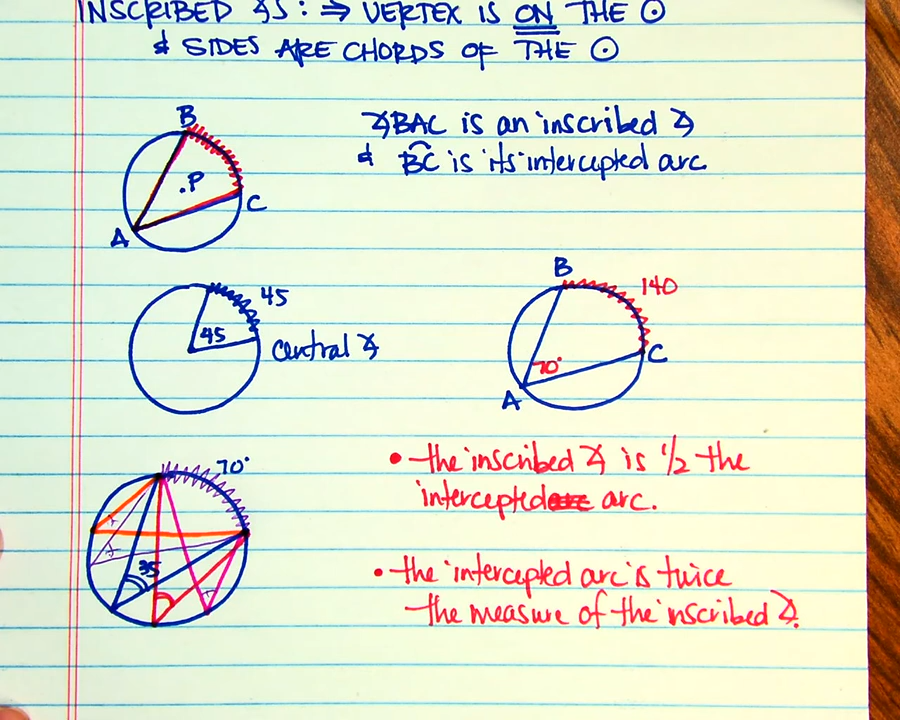 INSCRIBED ∡S: ⇒ VERTEX IS ON THE ⊙
& SIDES ARE CHORDS OF THE ⊙
B
.P
A
C
∡BAC is an inscribed ∡
& BC is its intercepted arc
45
45
central ∡
B
140
70°
A
C
70°
35
• the inscribed ∡ is 1/2 the
intercepted arc.
• the intercepted arc is twice
the measure of the inscribed ∡.